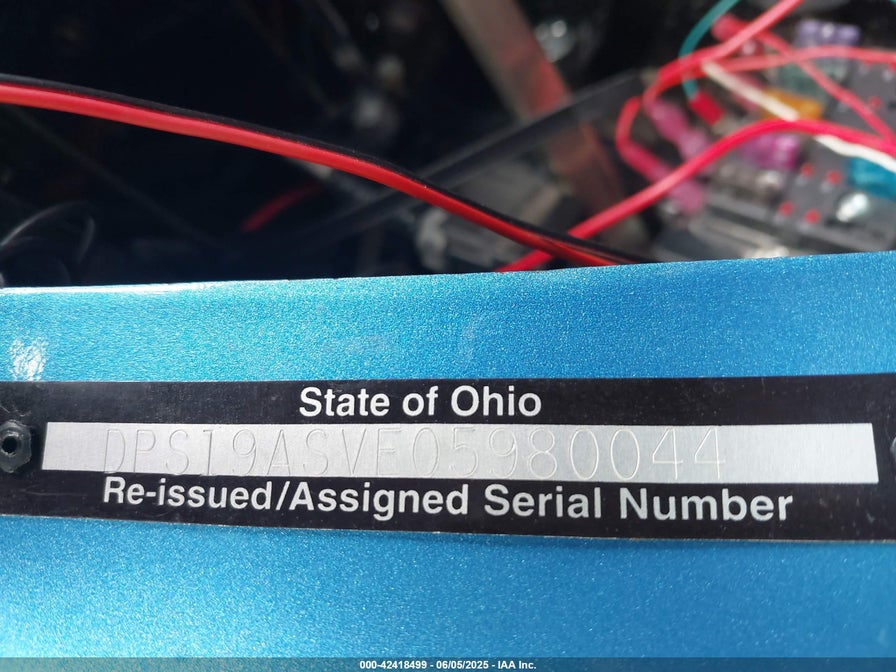 State of Ohio
DPS19ASVE05980044
Re-issued/Assigned Serial Number
000-42418499 - 06/05/2025 - IAA Inc.